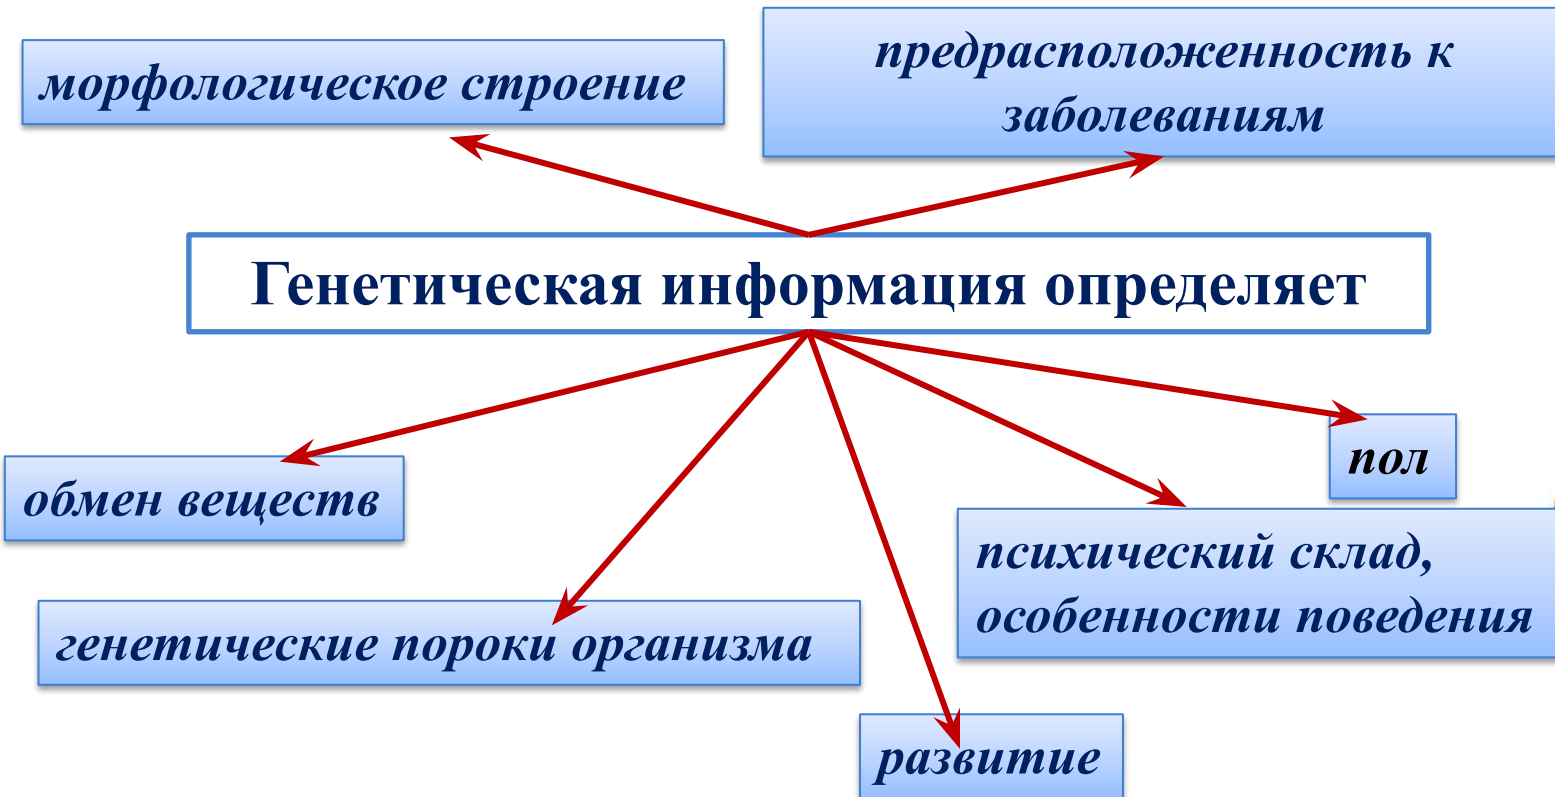 морфологическое строение
предрасположенность к
заболеваниям
Генетическая информация определяет
пол
обмен веществ
психический склад,
особенности поведения
генетические пороки организма
развитие